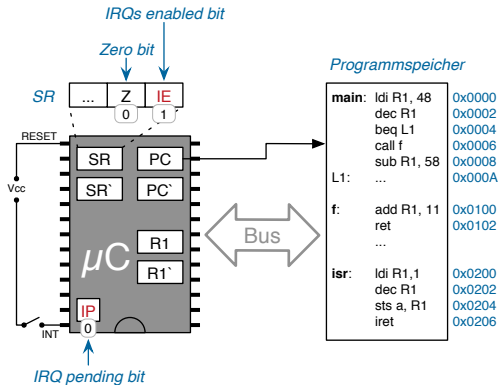 IRQs enabled bit
Zero bit
SR ... Z IE
0 1
RESET
Vcc
INT
SR PC
SR` PC`
R1
µC
R1`
IP
0
IRQ pending bit
Bus
Programmspeicher
main: ldi R1, 48 0x0000
dec R1 0x0002
beq L1 0x0004
call f 0x0006
sub R1, 58 0x0008
L1: ... 0x000A
f: add R1, 11 0x0100
ret 0x0102
...
isr: ldi R1,1 0x0200
dec R1 0x0202
sts a, R1 0x0204
iret 0x0206